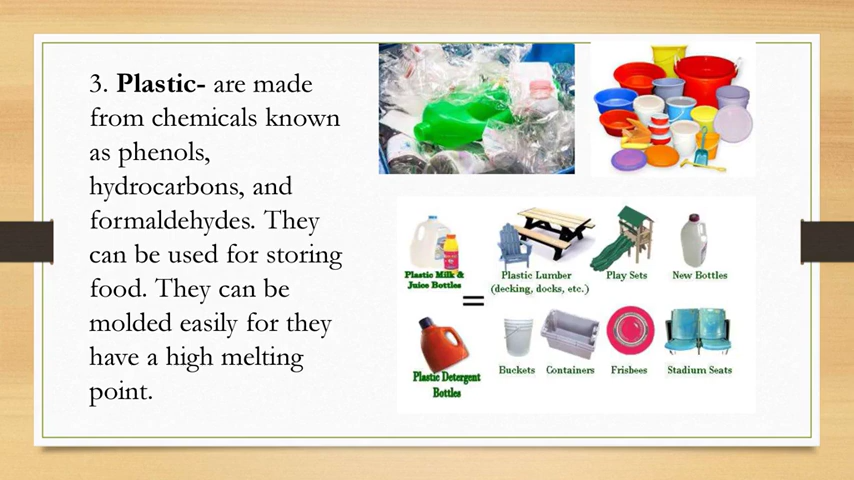 3. Plastic- are made
from chemicals known
as phenols,
hydrocarbons, and
formaldehydes. They
can be used for storing
food. They can be
molded easily for they
have a high melting
point.
Plastic Milk &
Juice Bottles
=
Plastic Lumber
(decking, docks, etc.)
Play Sets
New Bottles
Plastic Detergent
Bottles
Buckets
Containers
Frisbees
Stadium Seats